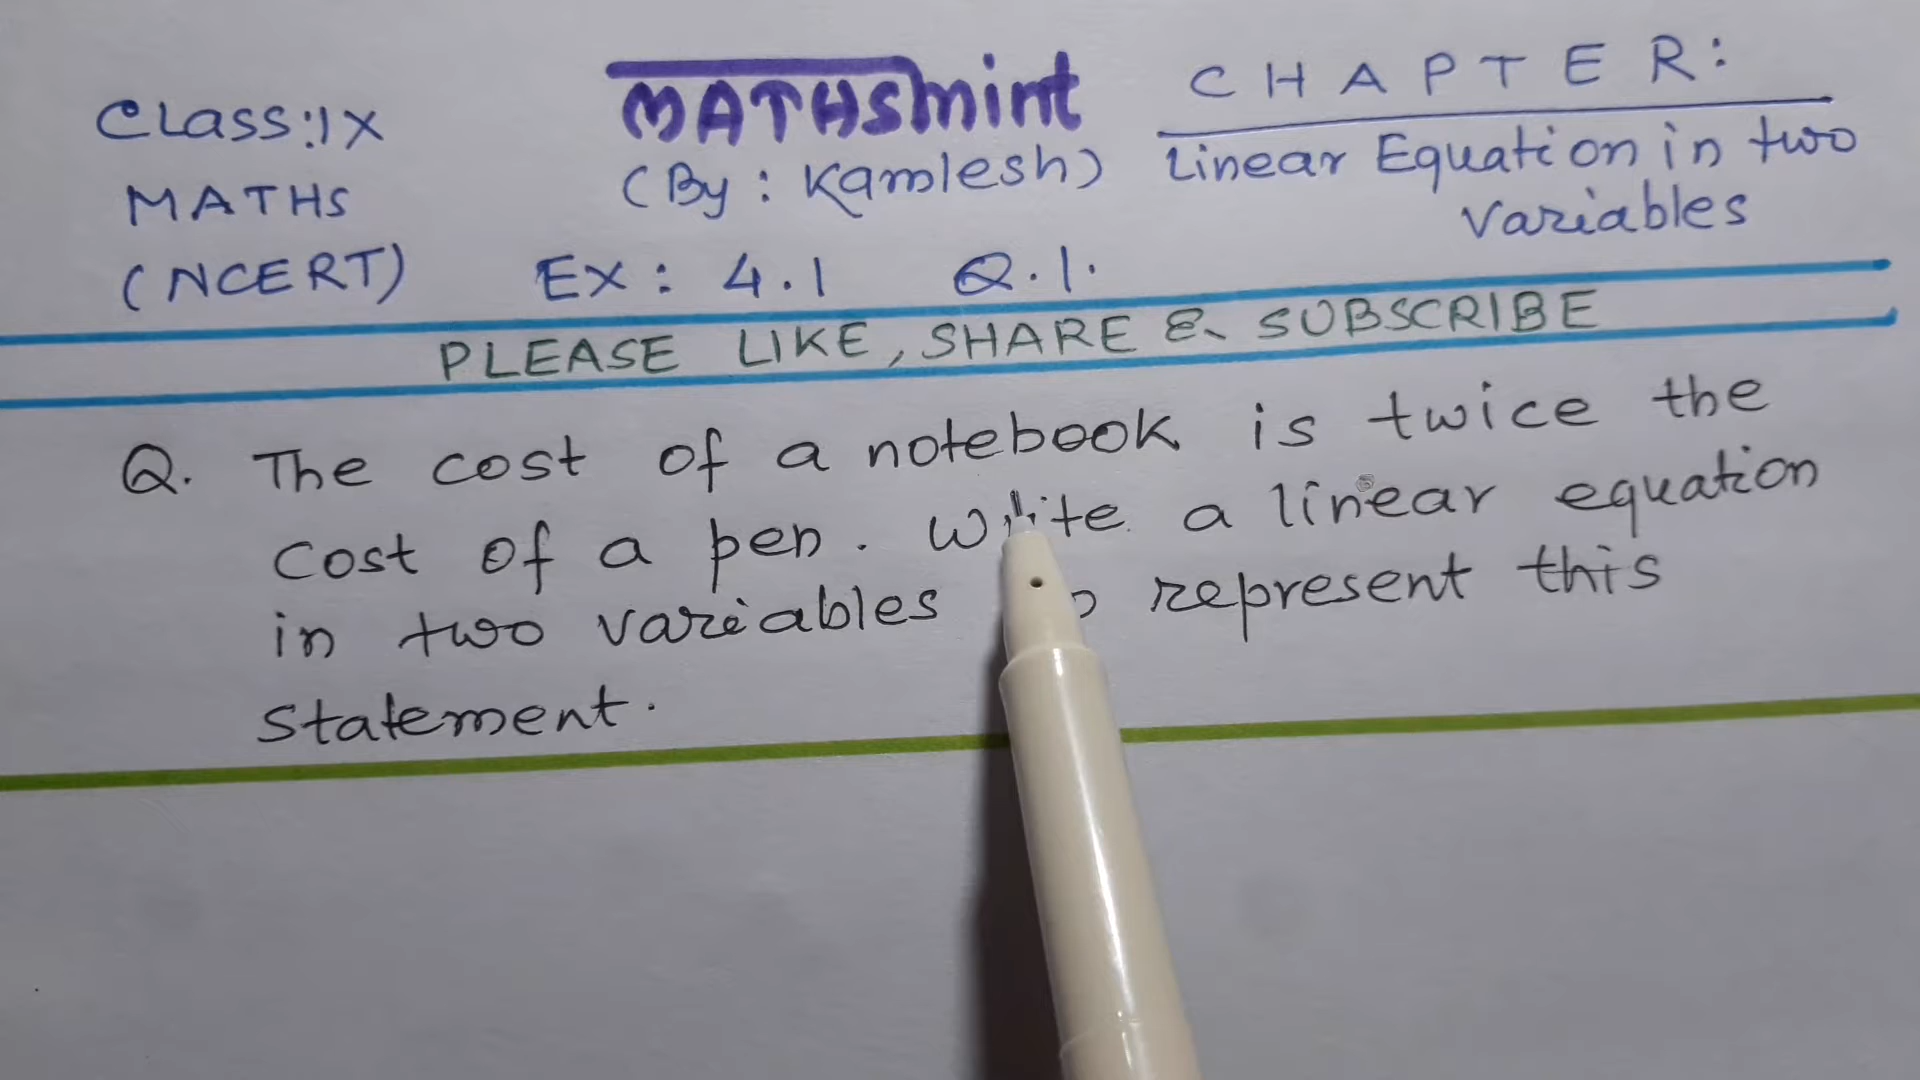 CLASS: IX
MATHSmint
CHAPTER:
MATHS
(By: Kamlesh)
Linear Equation in two
variables
(NCERT)
EX: 4.1 Q.1.
PLEASE LIKE, SHARE & SUBSCRIBE
Q. The cost of a notebook is twice the
cost of a pen. Write a linear equation
in two variables represent this
statement.